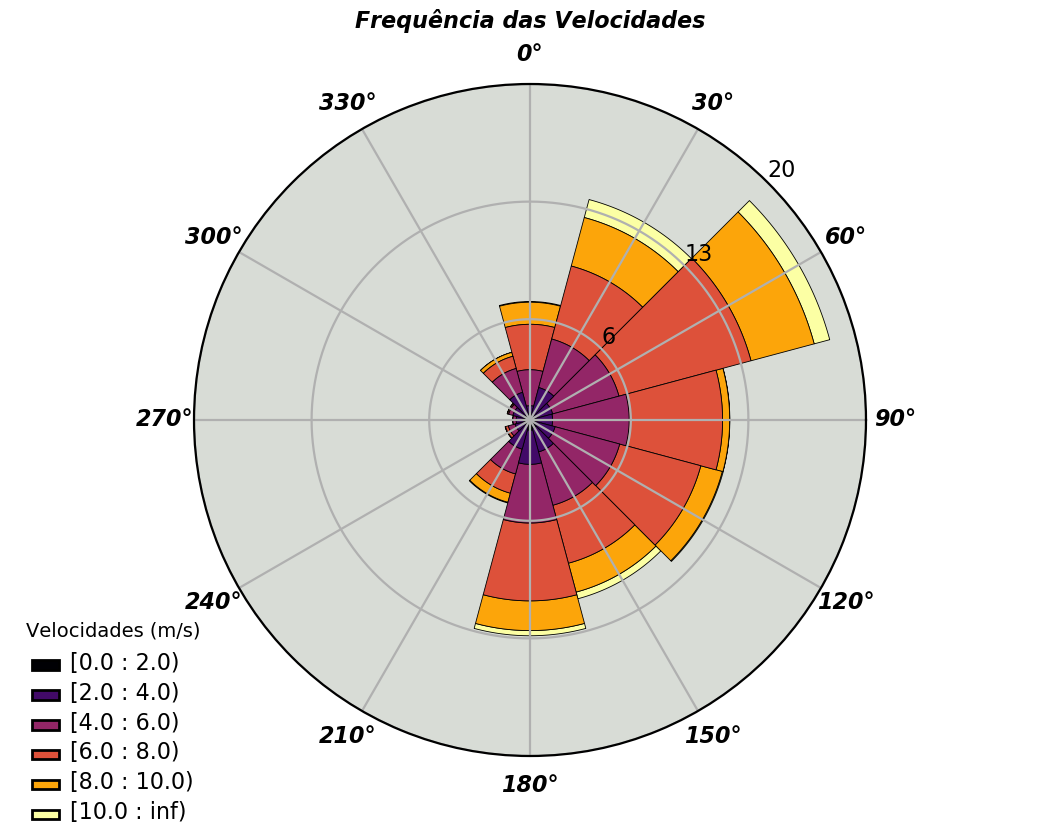 Frequência das Velocidades
0°
330°
30°
20
300°
60°
13
6
270°
90°
240°
120°
210°
150°
180°
Velocidades (m/s)
[0.0 : 2.0)
[2.0 : 4.0)
[4.0 : 6.0)
[6.0 : 8.0)
[8.0 : 10.0)
[10.0 : inf)